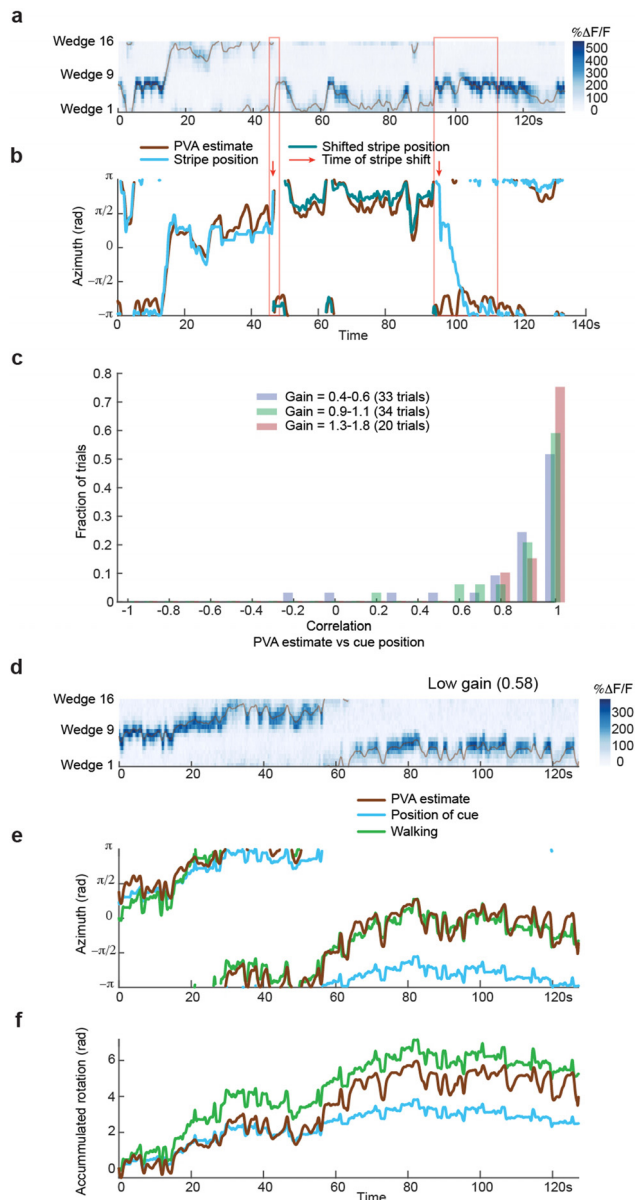 a
%ΔF/F
Wedge 16
500
400
Wedge 9
300
200
100
Wedge 1
0
0 20 40 60 80 100 120s
b
PVA estimate Shifted stripe position
Stripe position Time of stripe shift
π
π/2
0
−π/2
−π
Azimuth (rad)
0 20 40 60 80 100 120 140s
Time
c
0.8
0.7
0.6
0.5
0.4
0.3
0.2
0.1
0
Fraction of trials
Gain = 0.4-0.6 (33 trials)
Gain = 0.9-1.1 (34 trials)
Gain = 1.3-1.8 (20 trials)
-1 -0.8 -0.6 -0.4 -0.2 0 0.2 0.4 0.6 0.8 1
Correlation
PVA estimate vs cue position
d
Low gain (0.58)
%ΔF/F
Wedge 16
300
Wedge 9
200
100
Wedge 1
0
0 20 40 60 80 100 120s
PVA estimate
Position of cue
Walking
e
π
π/2
0
−π/2
−π
Azimuth (rad)
0 20 40 60 80 100 120s
f
6
4
2
0
Accummulated rotation (rad)
0 20 40 60 80 100 120s
Time